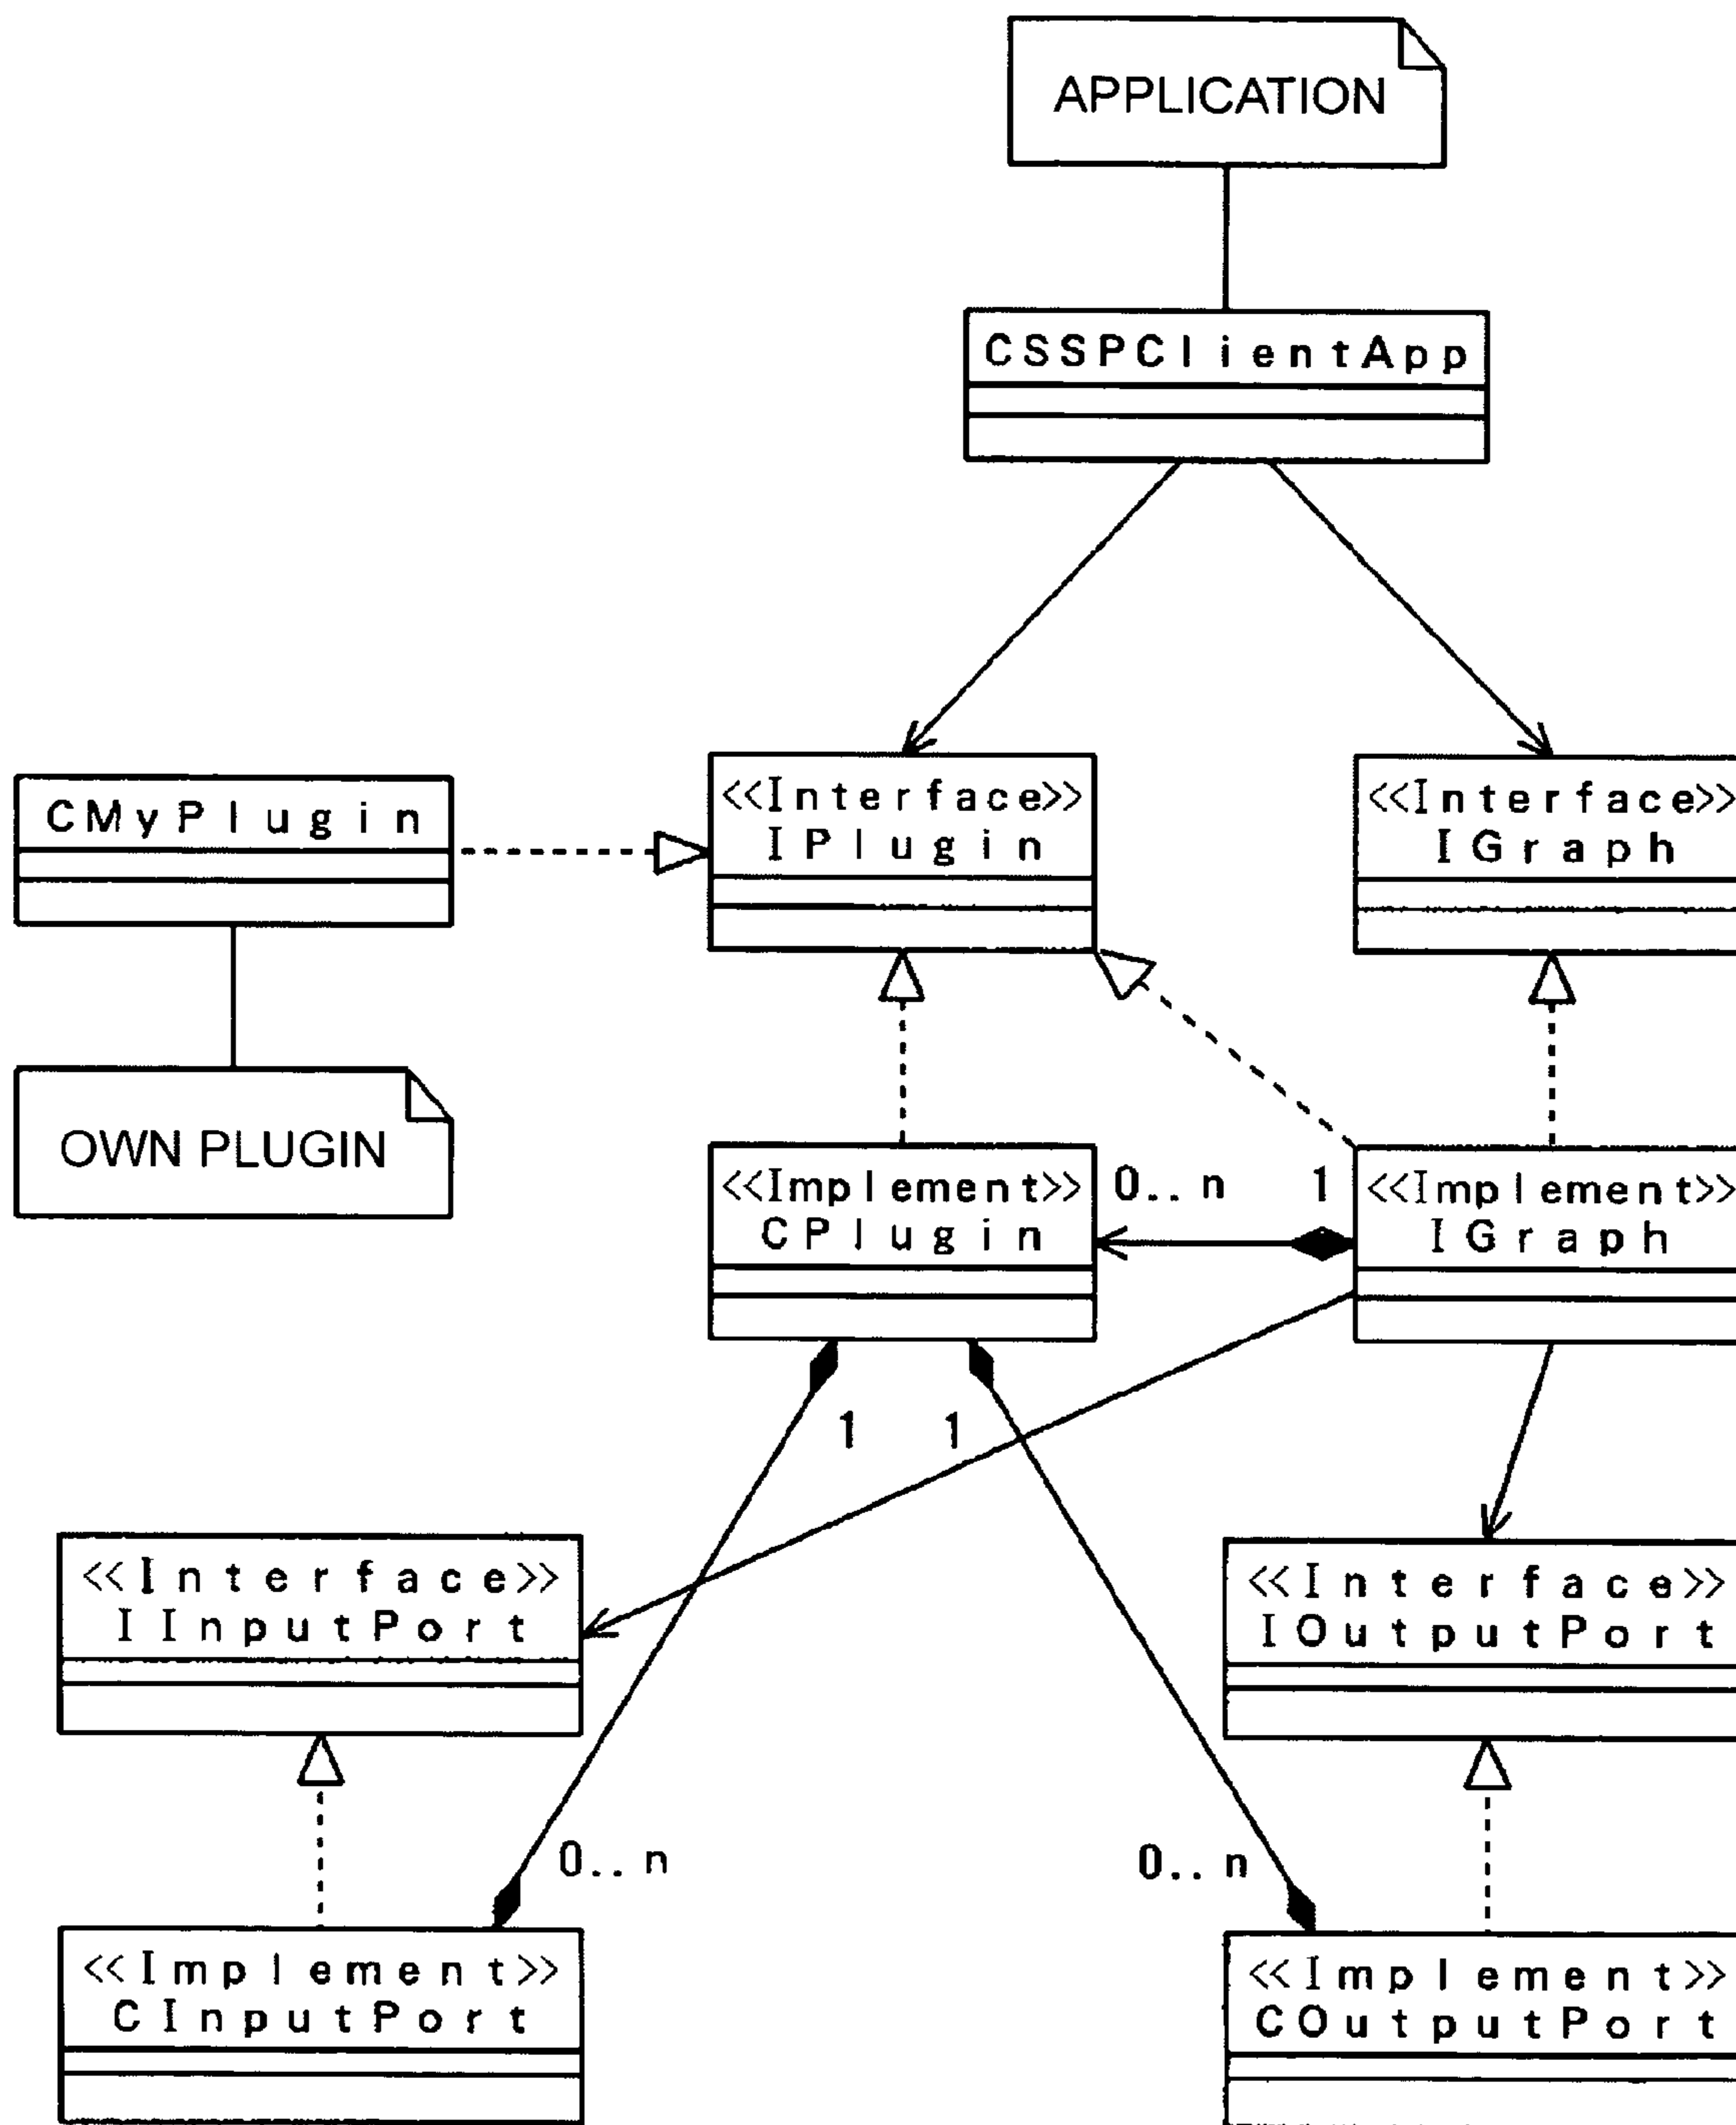 APPLICATION
CSSPClientApp
CMyPlugin
<<Interface>>
IPlugin
<<Interface>>
IGraph
OWN PLUGIN
<<Implement>>
CPlugin
0..n
1
<<Implement>>
IGraph
1
1
<<Interface>>
IInputPort
<<Interface>>
IOutputPort
0..n
0..n
<<Implement>>
CInputPort
<<Implement>>
COutputPort